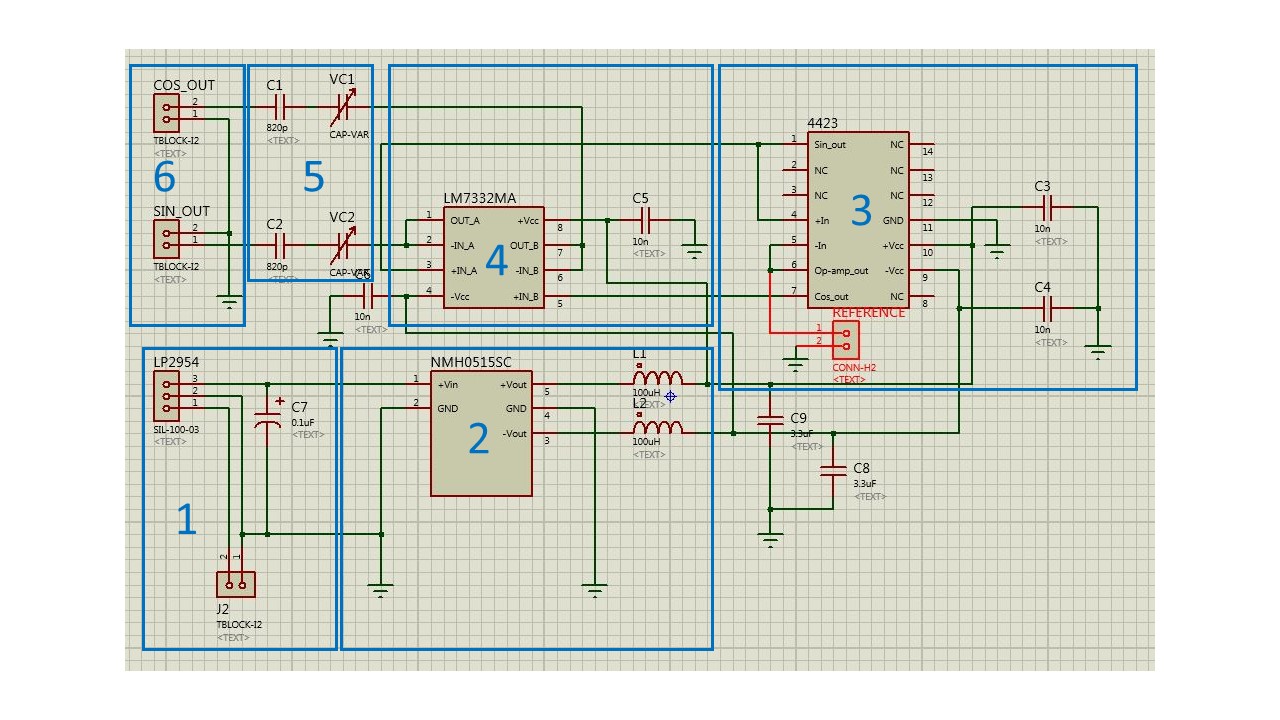 COS_OUT
2
1
TBLOCK-I2
<TEXT>
6
SIN_OUT
2
1
TBLOCK-I2
<TEXT>
C1
820p
<TEXT>
VC1
CAP-VAR
5
C2
820p
<TEXT>
VC2
CAP-VAR
C6
10n
<TEXT>
LM7332MA
1 OUT_A +Vcc 8
2 -IN_A OUT_B 7
3 +IN_A -IN_B 6
4 -Vcc +IN_B 5
4
C5
10n
<TEXT>
4423
1 Sin_out NC 14
2 NC NC 13
3 NC NC 12
4 +In GND 11
5 -In +Vcc 10
6 Op-amp_out -Vcc 9
7 Cos_out NC 8
3
REFERENCE
1
2
CONN-H2
<TEXT>
C3
10n
<TEXT>
C4
10n
<TEXT>
LP2954
3
2
1
SIL-100-03
<TEXT>
+
C7
0.1uF
<TEXT>
1
2 1
J2
TBLOCK-I2
<TEXT>
NMH0515SC
1 +Vin +Vout 5
2 GND GND 4
-Vout 3
2
L1
100uH
<TEXT>
L2
100uH
<TEXT>
C9
3.3uF
<TEXT>
C8
3.3uF
<TEXT>